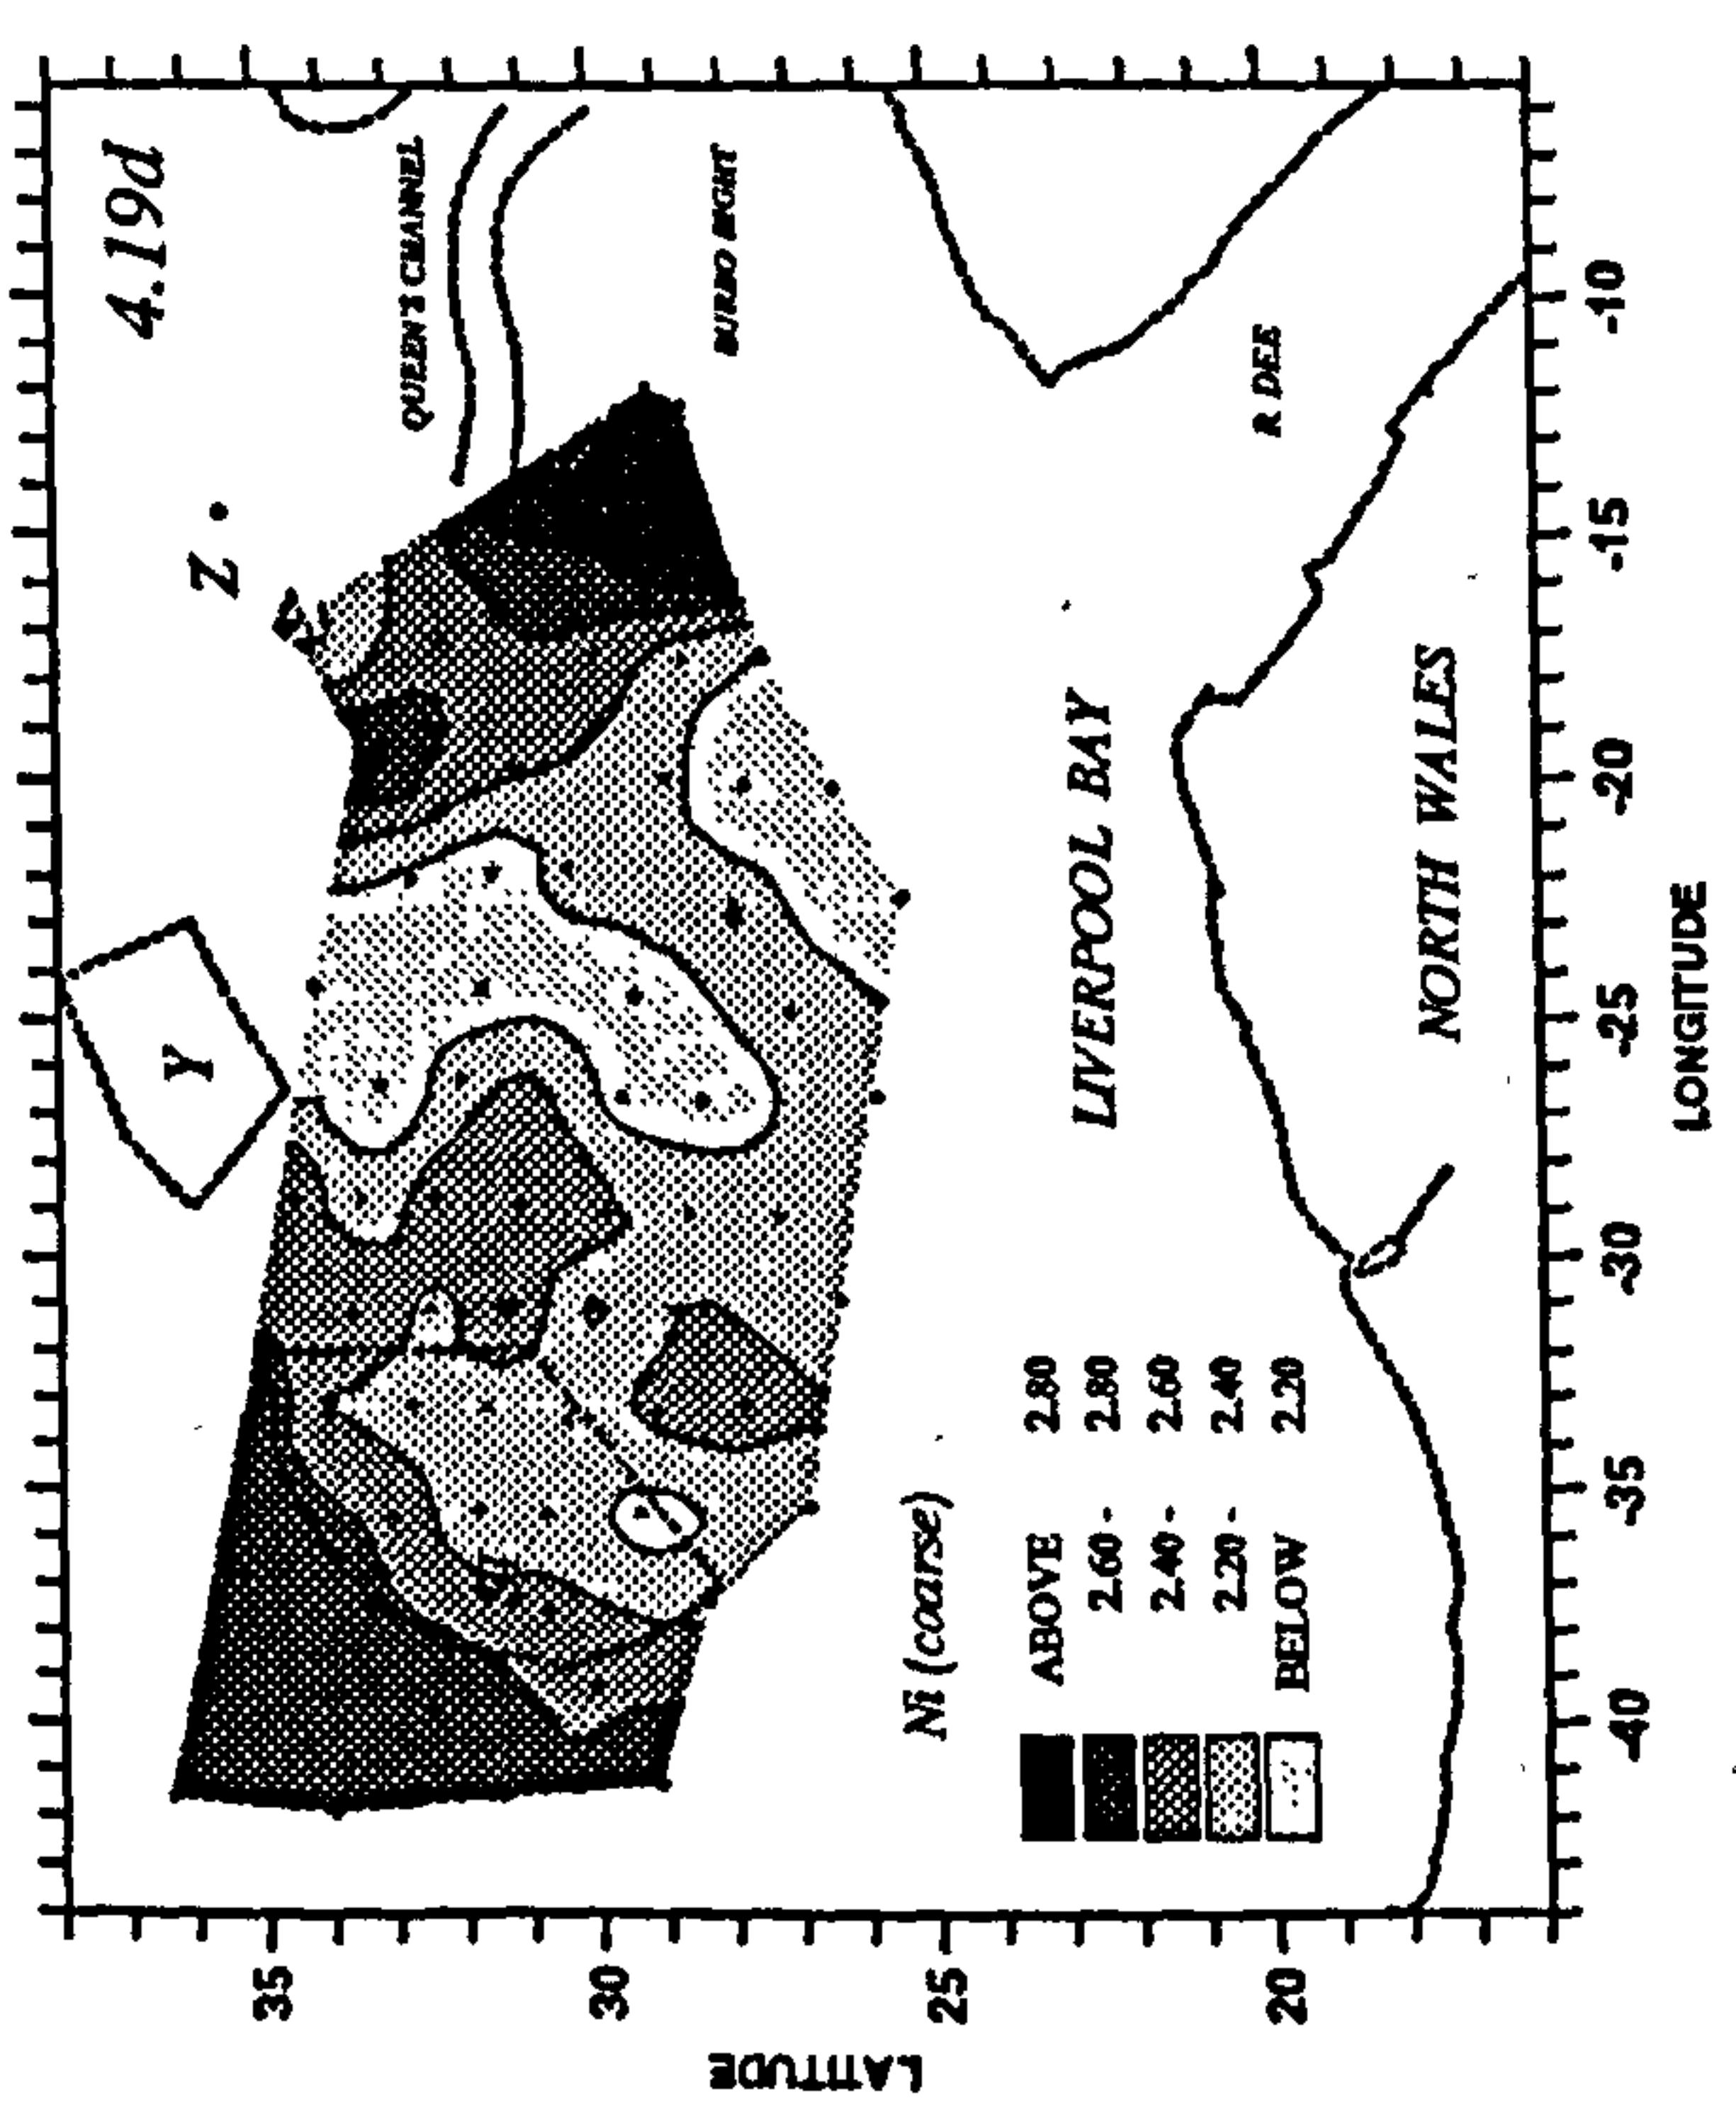 4.19d
QUEEN'S CHANNEL
Z
BURBO BIGHT
Y
R DEE
LIVERPOOL BAY
NORTH WALES
Ni (coarse)
ABOVE 2.80
2.60 - 2.80
2.40 - 2.60
2.20 - 2.40
BELOW 2.20
LATITUDE
35
30
25
20
LONGITUDE
-40
-35
-30
-25
-20
-15
-10